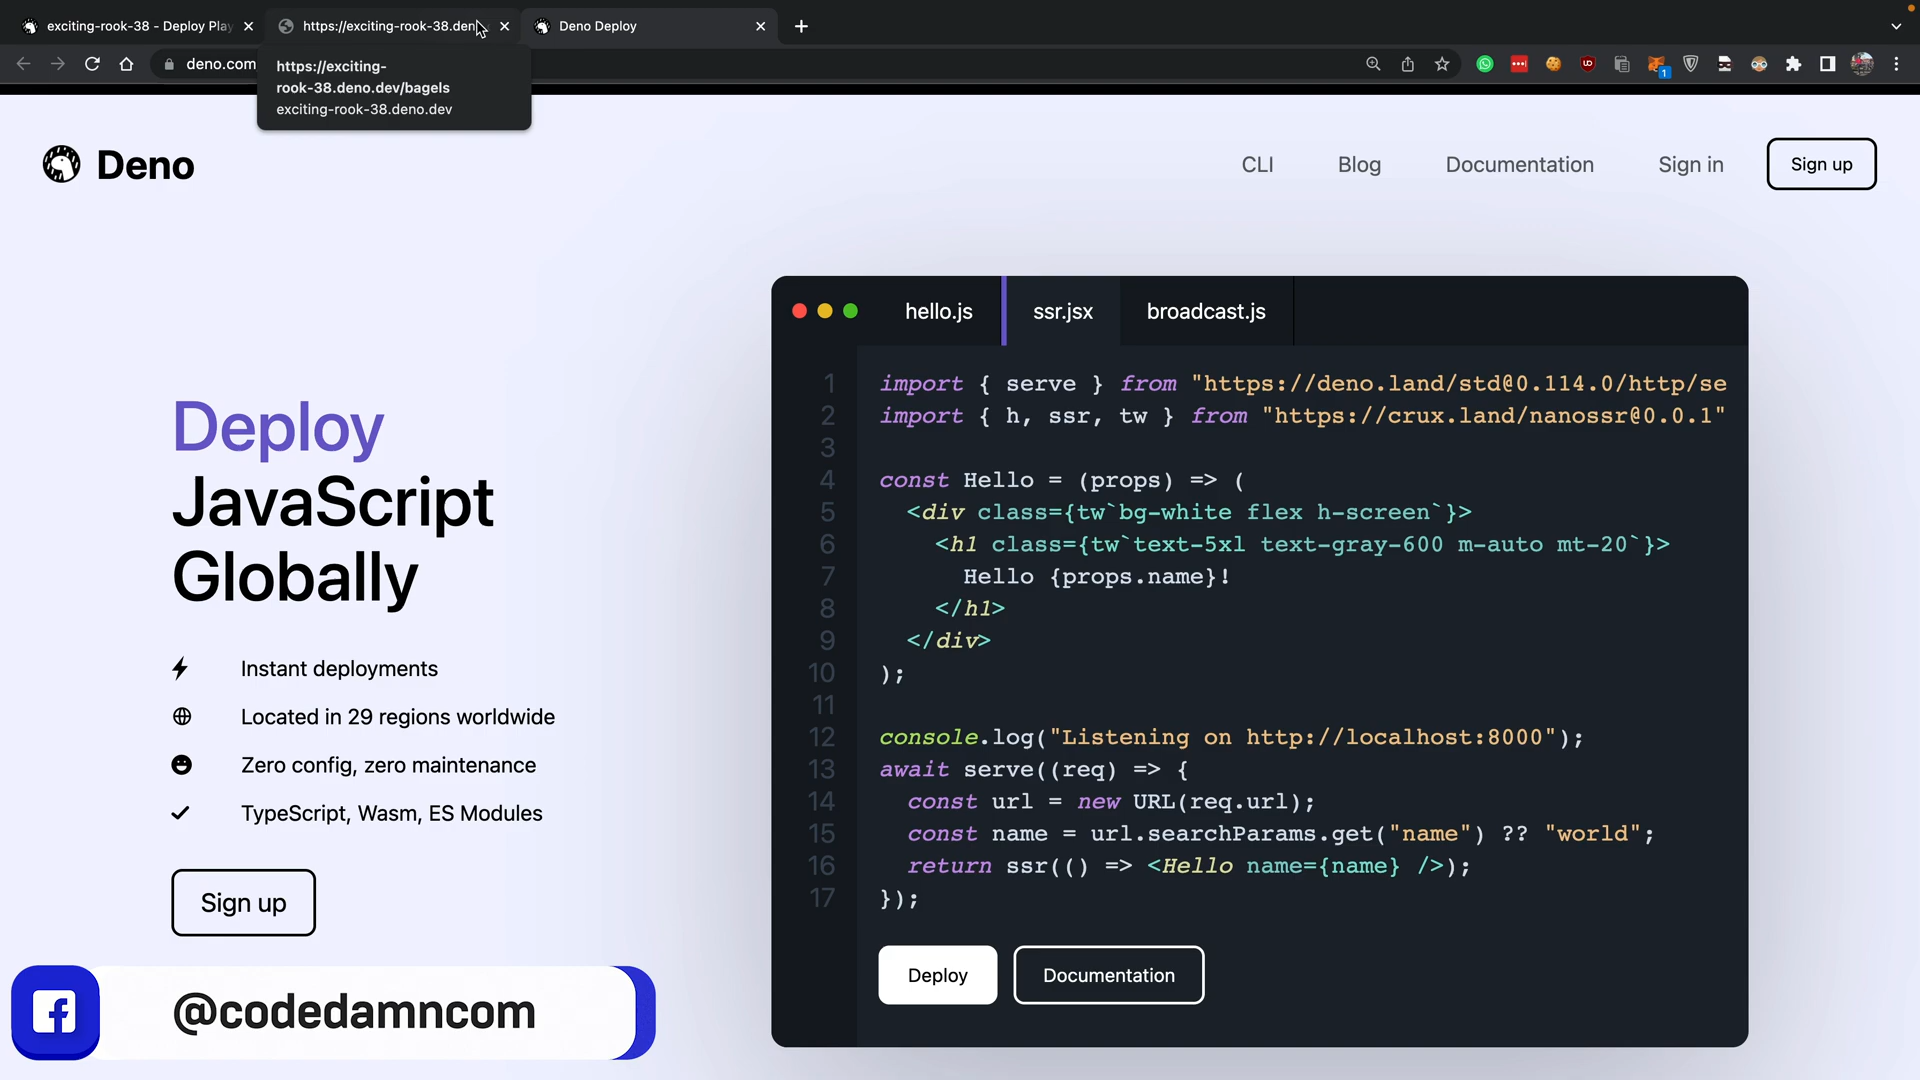 exciting-rook-38 - Deploy Play
https://exciting-rook-38.den
Deno Deploy
deno.com
https://exciting-
rook-38.deno.dev/bagels
exciting-rook-38.deno.dev
1
Deno
CLI
Blog
Documentation
Sign in
Sign up
Deploy
JavaScript
Globally
Instant deployments
Located in 29 regions worldwide
Zero config, zero maintenance
TypeScript, Wasm, ES Modules
Sign up
@codedamncom
hello.js
ssr.jsx
broadcast.js
1 import { serve } from "https://deno.land/std@0.114.0/http/se
2 import { h, ssr, tw } from "https://crux.land/nanossr@0.0.1"
3
4 const Hello = (props) => (
5 <div class={tw`bg-white flex h-screen`}>
6 <h1 class={tw`text-5xl text-gray-600 m-auto mt-20`}>
7 Hello {props.name}!
8 </h1>
9 </div>
10 );
11
12 console.log("Listening on http://localhost:8000");
13 await serve((req) => {
14 const url = new URL(req.url);
15 const name = url.searchParams.get("name") ?? "world";
16 return ssr(() => <Hello name={name} />);
17 });
Deploy
Documentation